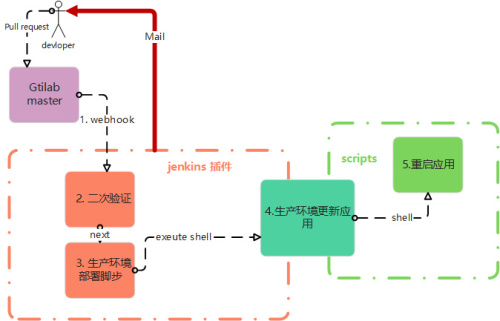 Pull request
devloper
Mail
Gtilab
master
1. webhook
jenkins 插件
scripts
2. 二次验证
next
3. 生产环境
部署脚步
exeute shell
4.生产环境更新应
用
shell
5.重启应用